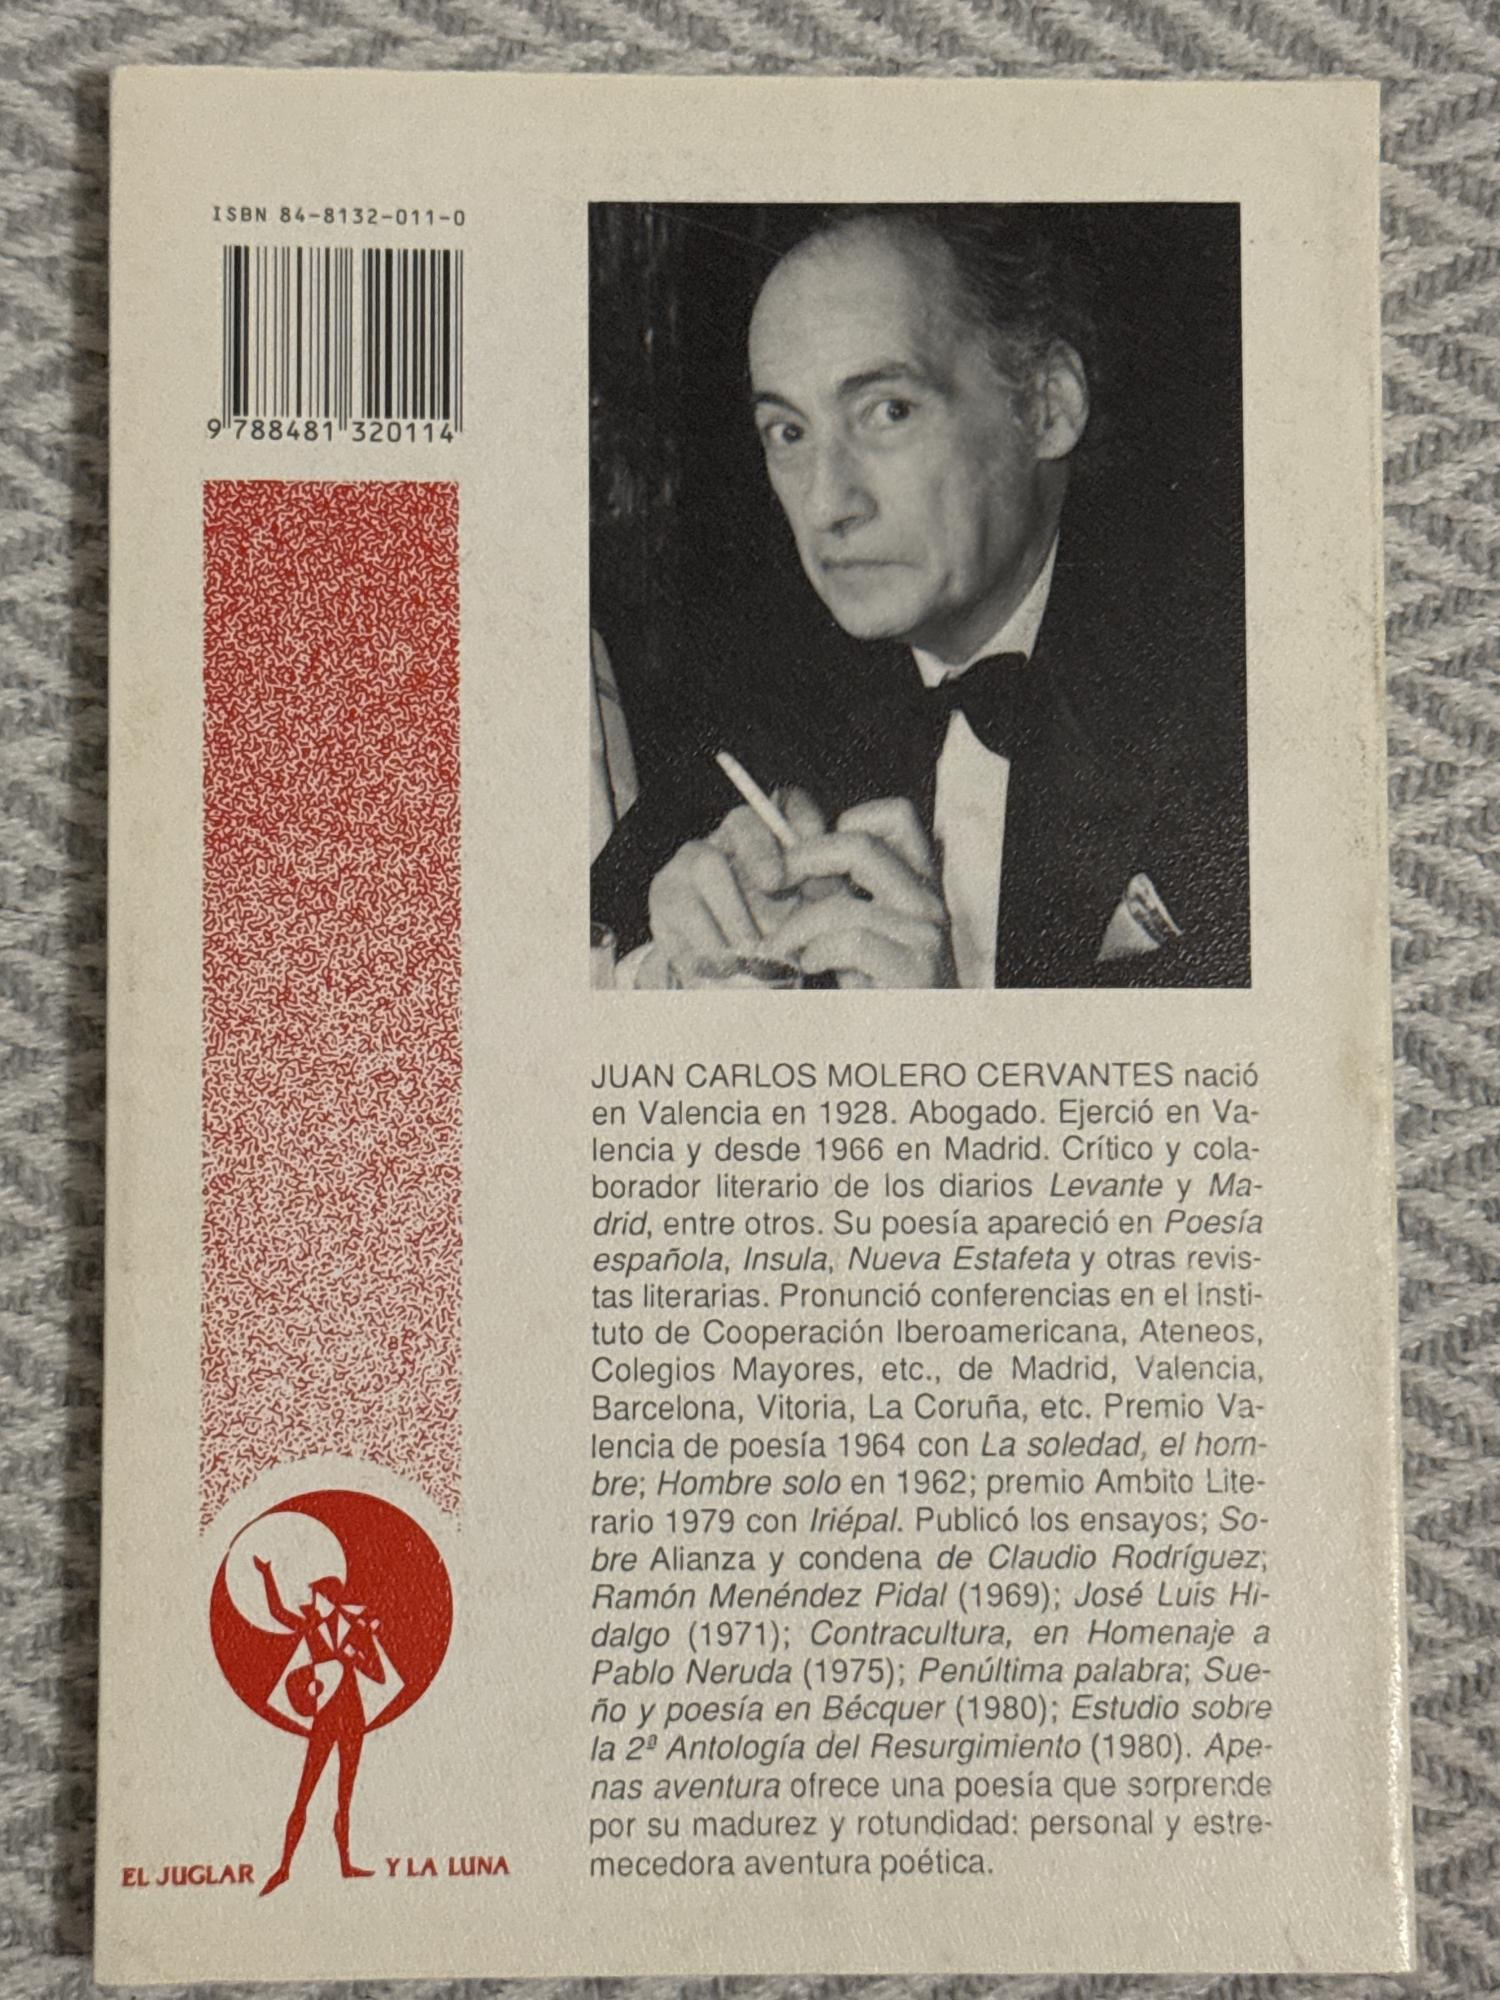 ISBN 84-8132-011-0
9 788481 320114
JUAN CARLOS MOLERO CERVANTES nació
en Valencia en 1928. Abogado. Ejerció en Va-
lencia y desde 1966 en Madrid. Crítico y cola-
borador literario de los diarios Levante y Ma-
drid, entre otros. Su poesía apareció en Poesía
española, Insula, Nueva Estafeta y otras revis-
tas literarias. Pronunció conferencias en el Insti-
tuto de Cooperación Iberoamericana, Ateneos,
Colegios Mayores, etc., de Madrid, Valencia,
Barcelona, Vitoria, La Coruña, etc. Premio Va-
lencia de poesía 1964 con La soledad, el hom-
bre; Hombre solo en 1962; premio Ambito Lite-
rario 1979 con Iriépal. Publicó los ensayos; So-
bre Alianza y condena de Claudio Rodríguez;
Ramón Menéndez Pidal (1969); José Luis Hi-
dalgo (1971); Contracultura, en Homenaje a
Pablo Neruda (1975); Penúltima palabra; Sue-
ño y poesía en Bécquer (1980); Estudio sobre
la 2ª Antología del Resurgimiento (1980). Ape-
nas aventura ofrece una poesía que sorprende
por su madurez y rotundidad: personal y estre-
mecedora aventura poética.
EL JUGLAR Y LA LUNA